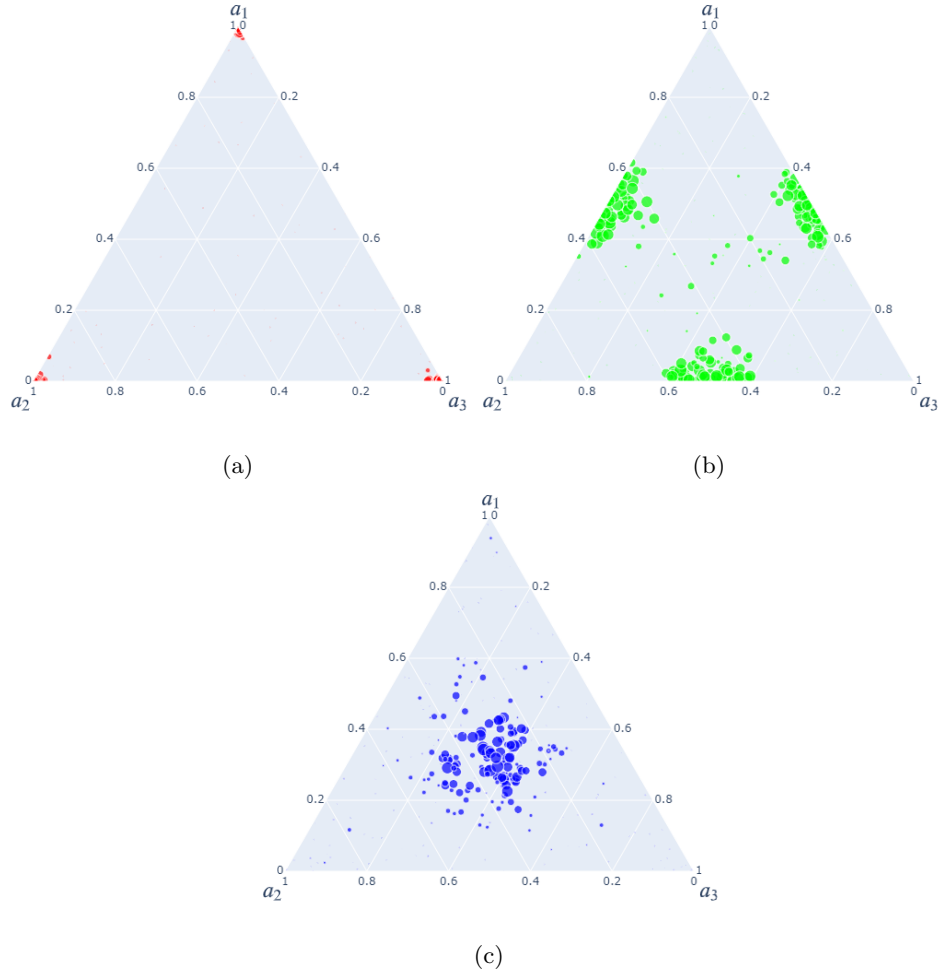 a1 a1
1 0 1 0
0.8 0.2 0.8 0.2
0.6 0.4 0.6 0.4
0.4 0.6 0.4 0.6
0.2 0.8 0.2 0.8
0 1 0 1
1 0.8 0.6 0.4 0.2 0 1 0.8 0.6 0.4 0.2 0
a2 a3 a2 a3
(a) (b)
a1
1 0
0.8 0.2
0.6 0.4
0.4 0.6
0.2 0.8
0 1
1 0.8 0.6 0.4 0.2 0
a2 a3
(c)